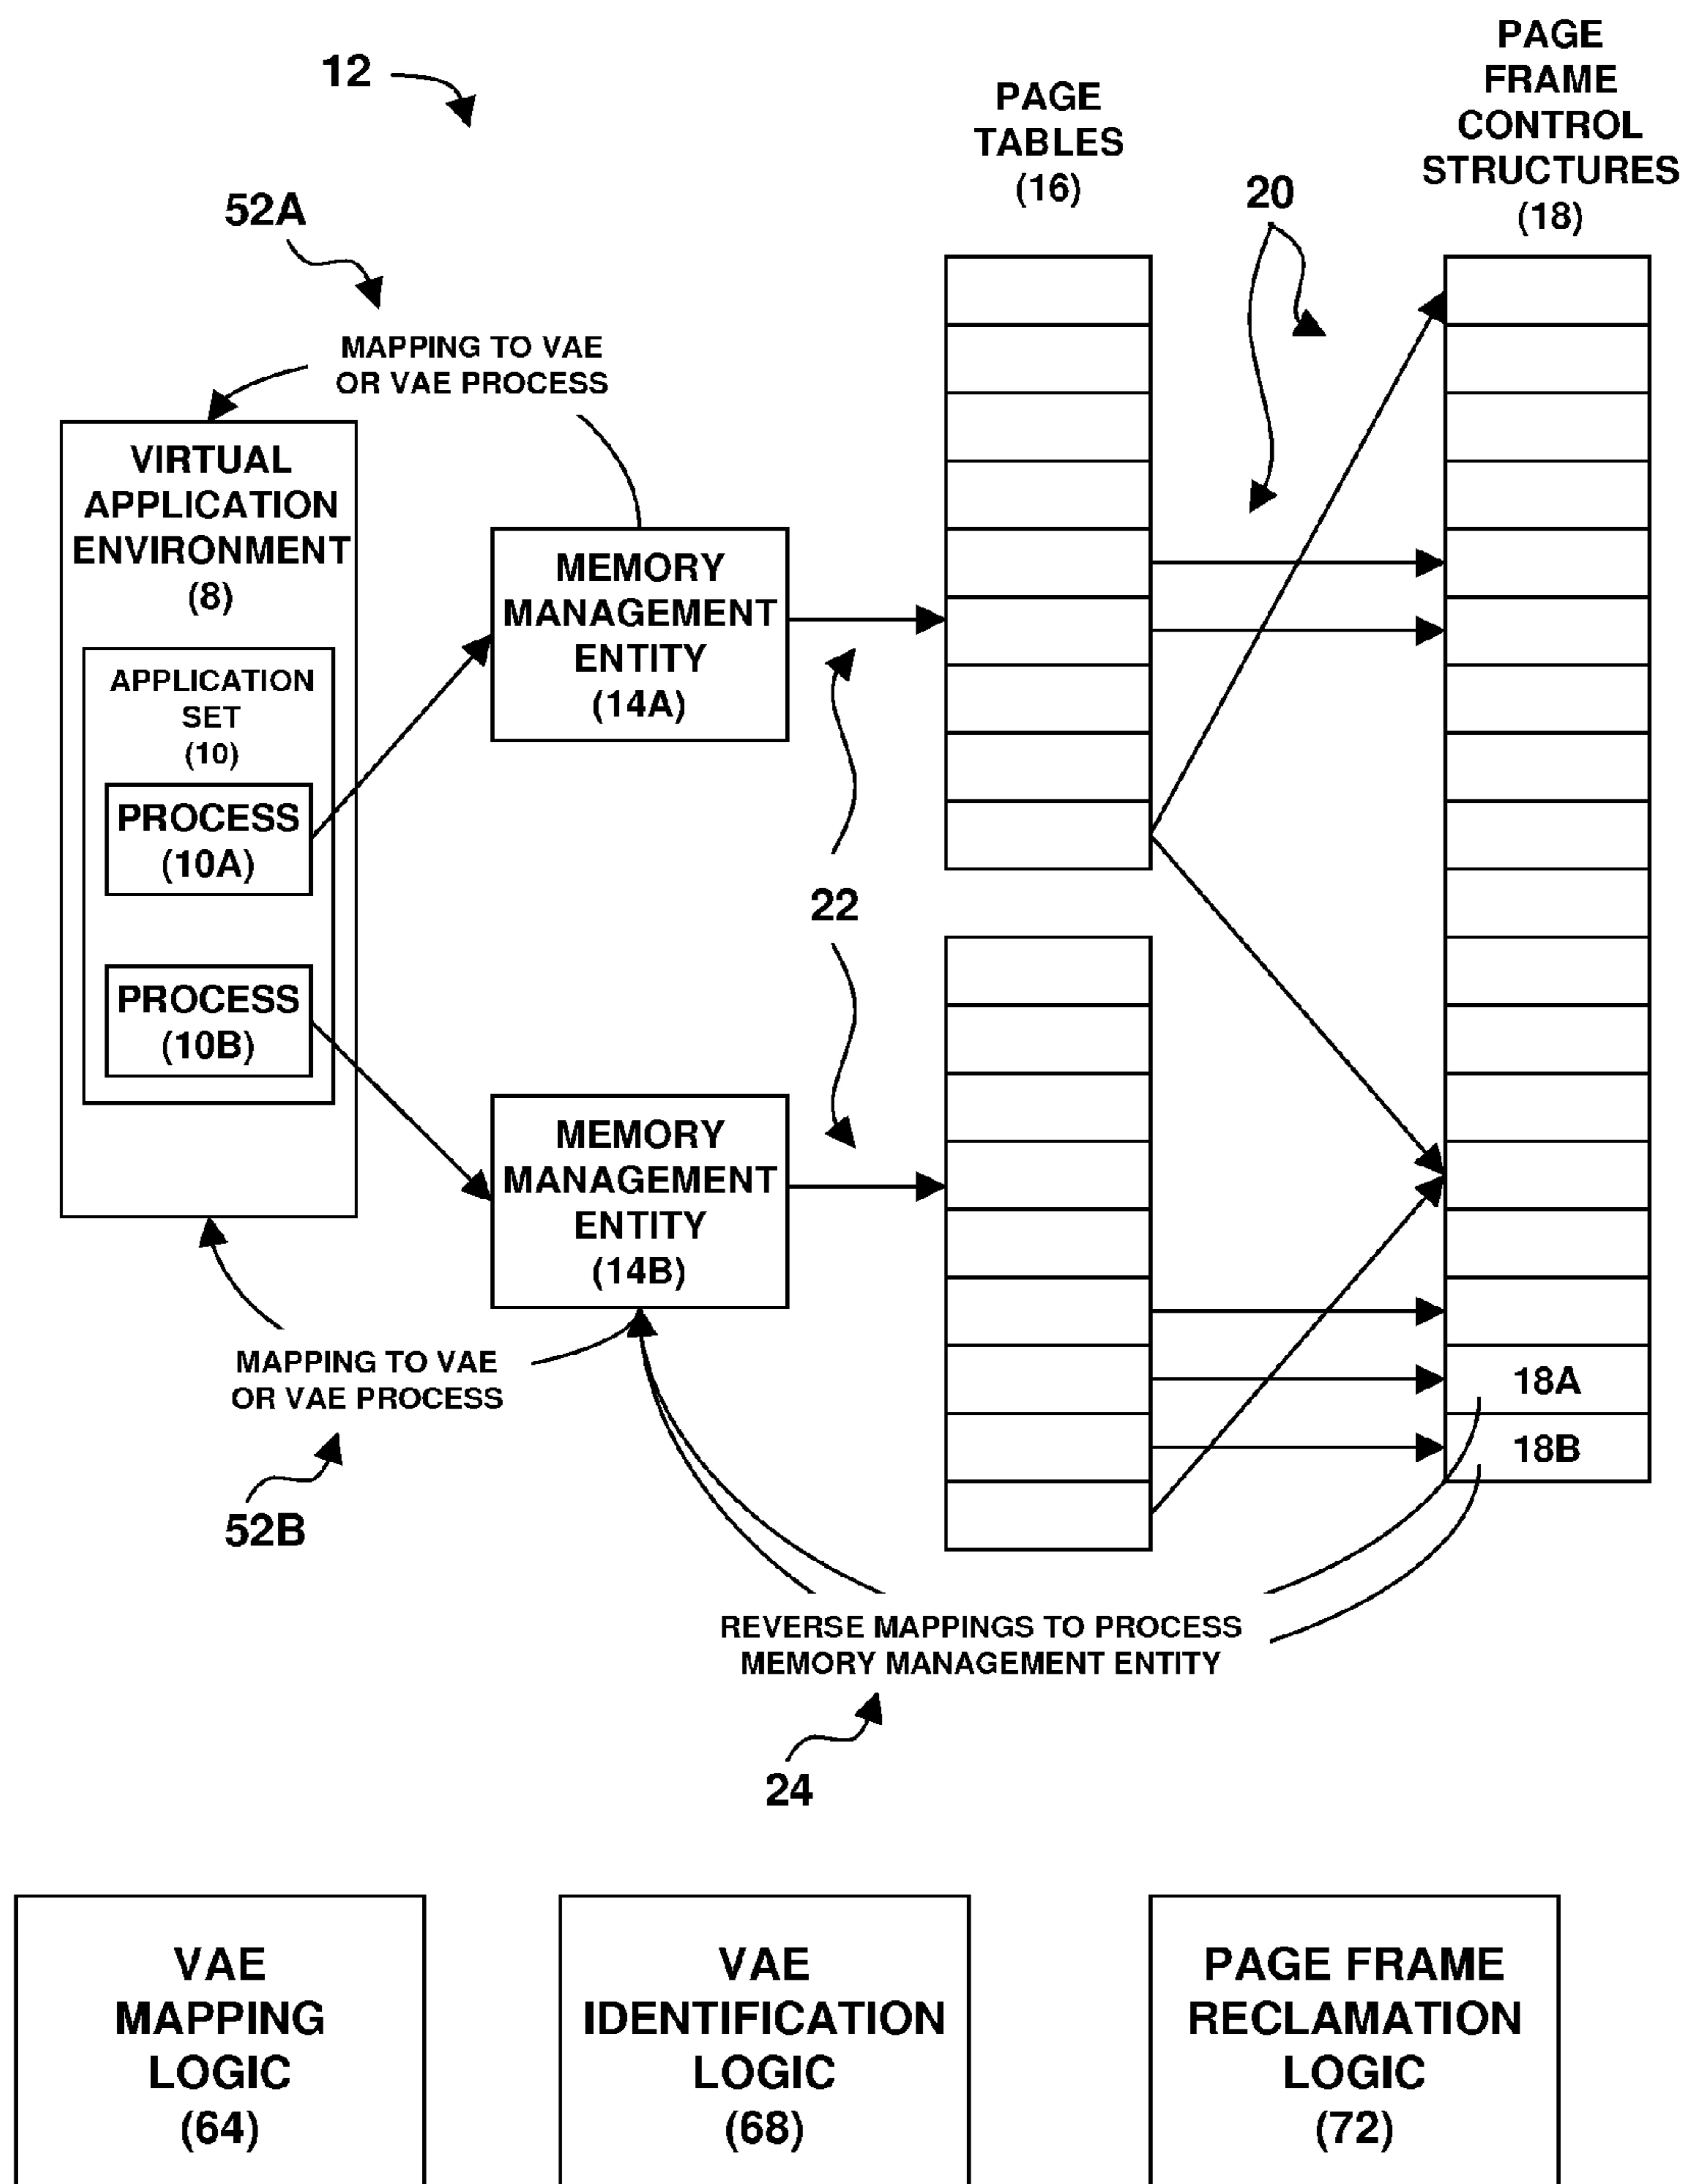 12
PAGE
TABLES
(16)
PAGE
FRAME
CONTROL
STRUCTURES
(18)
20
52A
MAPPING TO VAE
OR VAE PROCESS
VIRTUAL
APPLICATION
ENVIRONMENT
(8)
APPLICATION
SET
(10)
PROCESS
(10A)
PROCESS
(10B)
MEMORY
MANAGEMENT
ENTITY
(14A)
22
MEMORY
MANAGEMENT
ENTITY
(14B)
MAPPING TO VAE
OR VAE PROCESS
52B
18A
18B
REVERSE MAPPINGS TO PROCESS
MEMORY MANAGEMENT ENTITY
24
VAE
MAPPING
LOGIC
(64)
VAE
IDENTIFICATION
LOGIC
(68)
PAGE FRAME
RECLAMATION
LOGIC
(72)